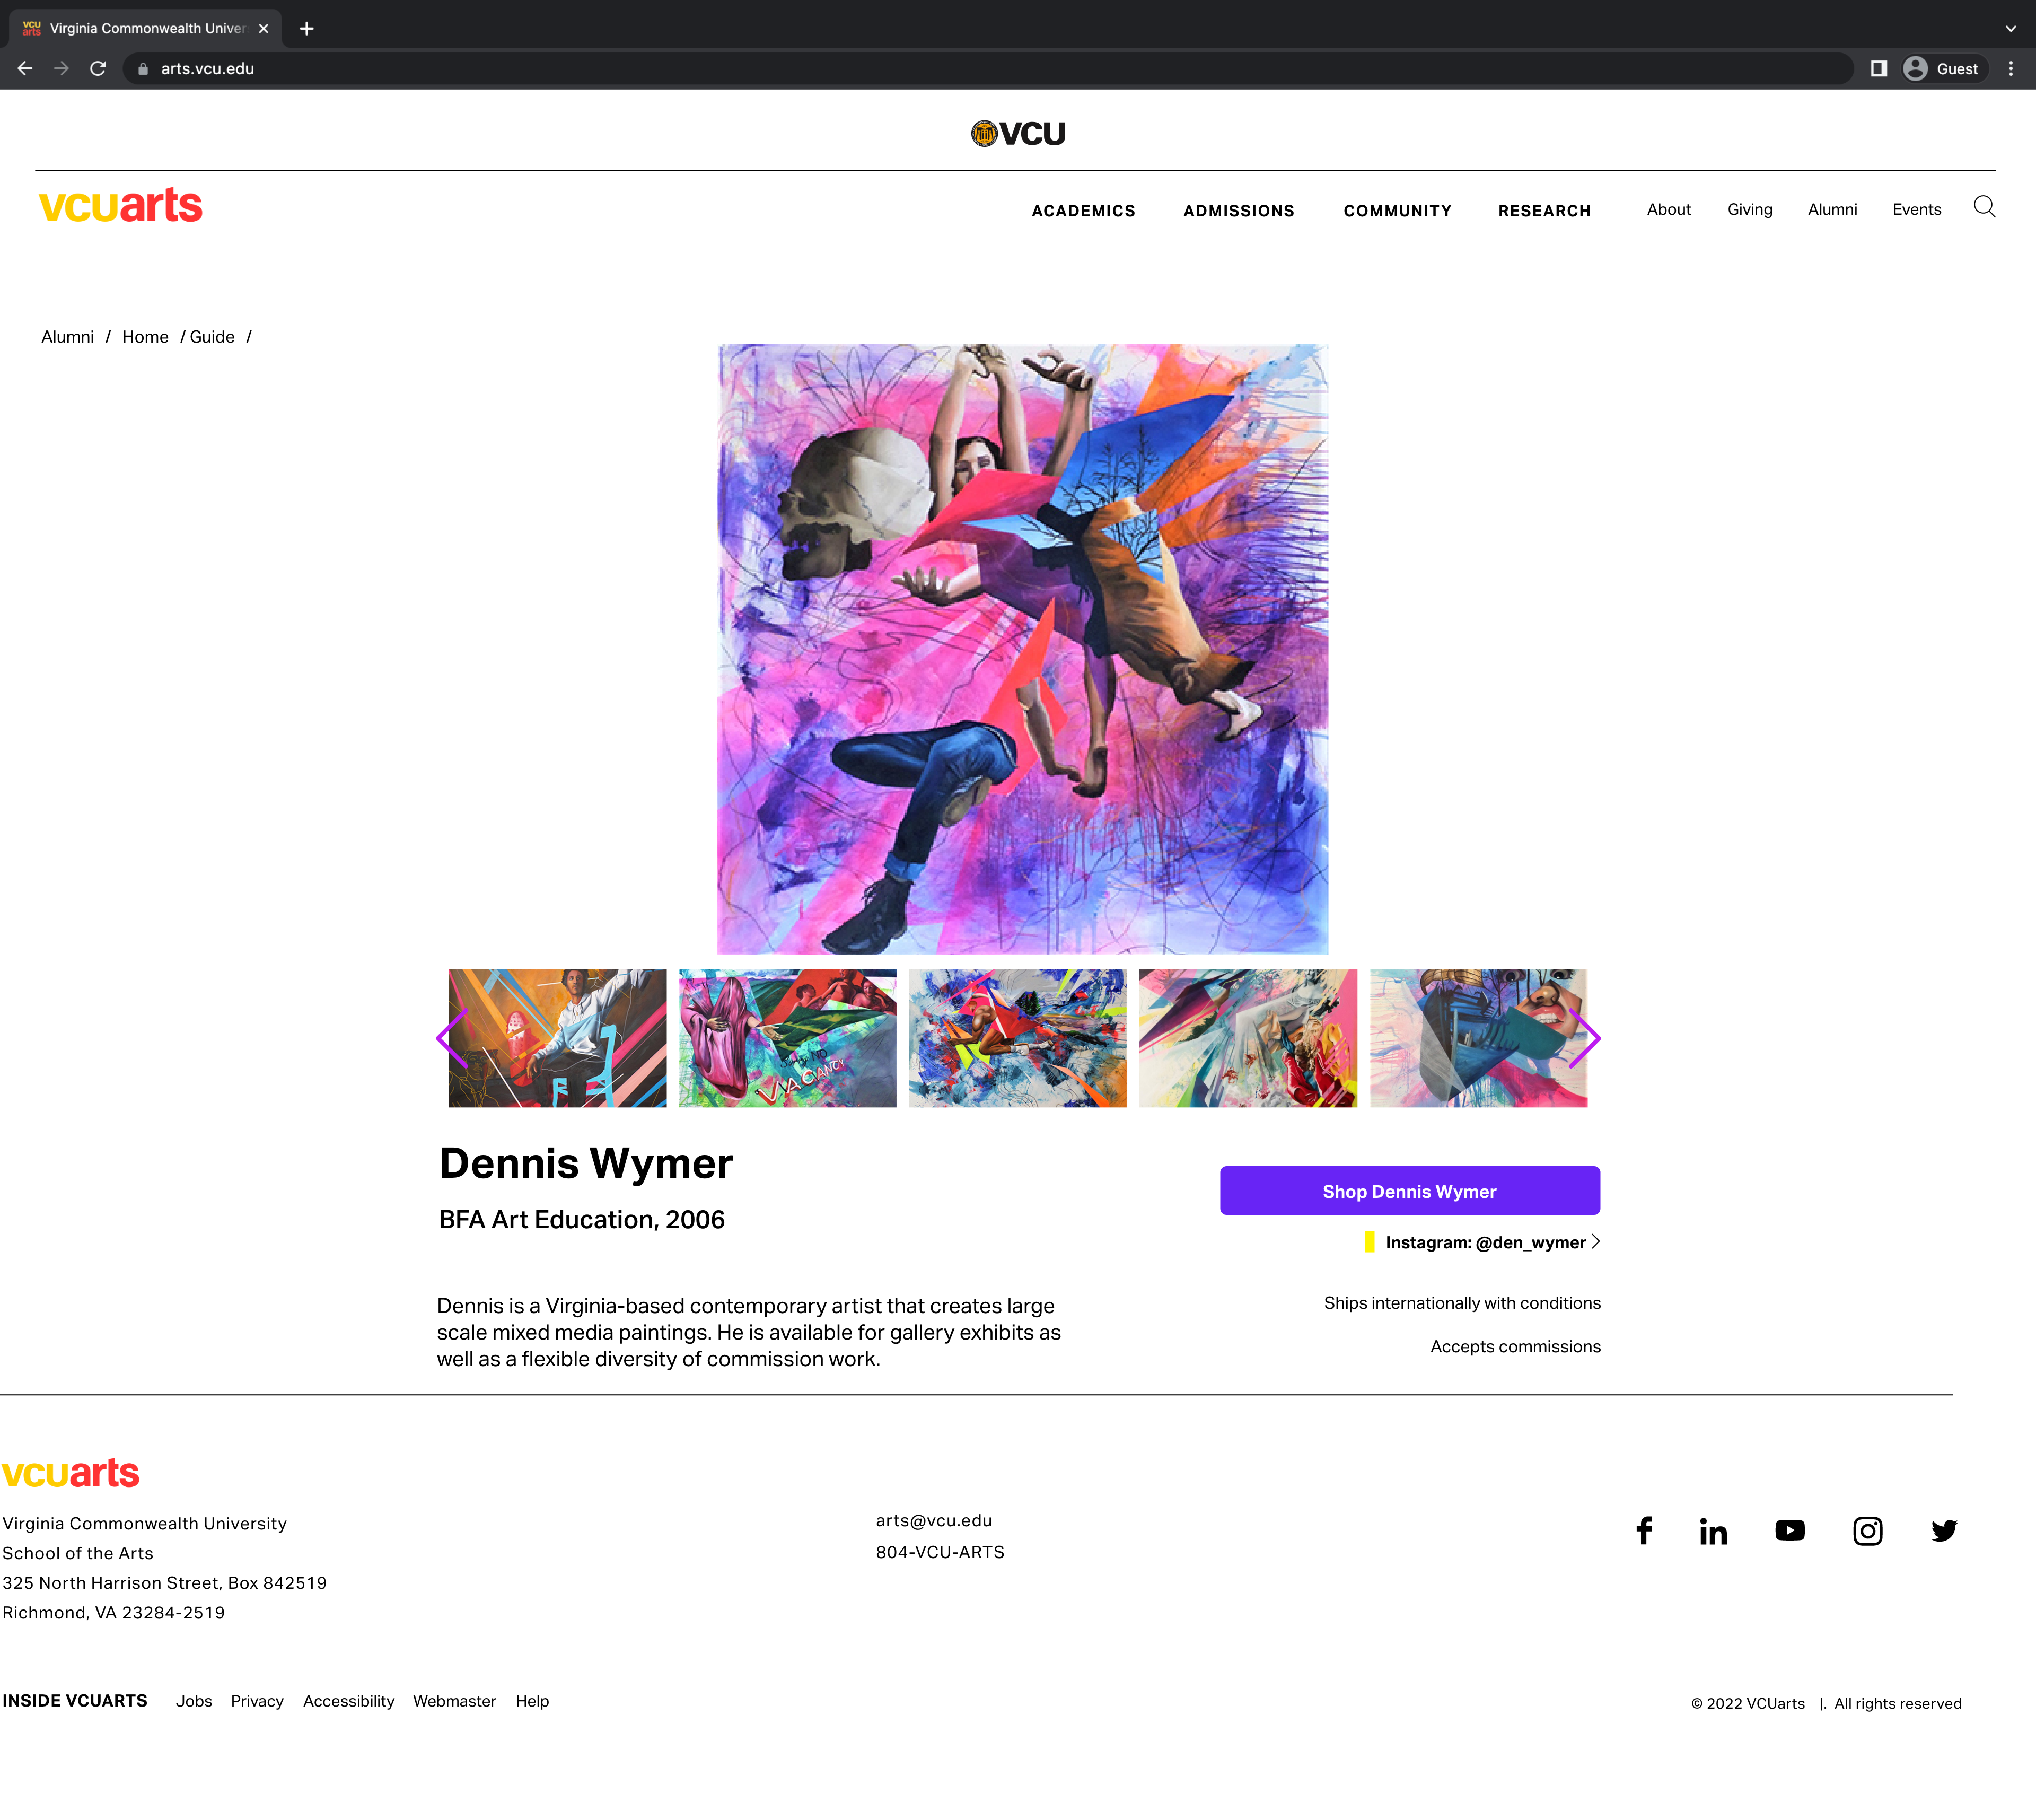 VCU arts Virginia Commonwealth Univer
arts.vcu.edu
Guest
VCU
vcuarts
ACADEMICS ADMISSIONS COMMUNITY RESEARCH About Giving Alumni Events
Alumni / Home / Guide /
VACANCY
Dennis Wymer
BFA Art Education, 2006
Shop Dennis Wymer
Instagram: @den_wymer
Dennis is a Virginia-based contemporary artist that creates large
scale mixed media paintings. He is available for gallery exhibits as
well as a flexible diversity of commission work.
Ships internationally with conditions
Accepts commissions
vcuarts
Virginia Commonwealth University
School of the Arts
325 North Harrison Street, Box 842519
Richmond, VA 23284-2519
arts@vcu.edu
804-VCU-ARTS
INSIDE VCUARTS Jobs Privacy Accessibility Webmaster Help
© 2022 VCUarts |. All rights reserved